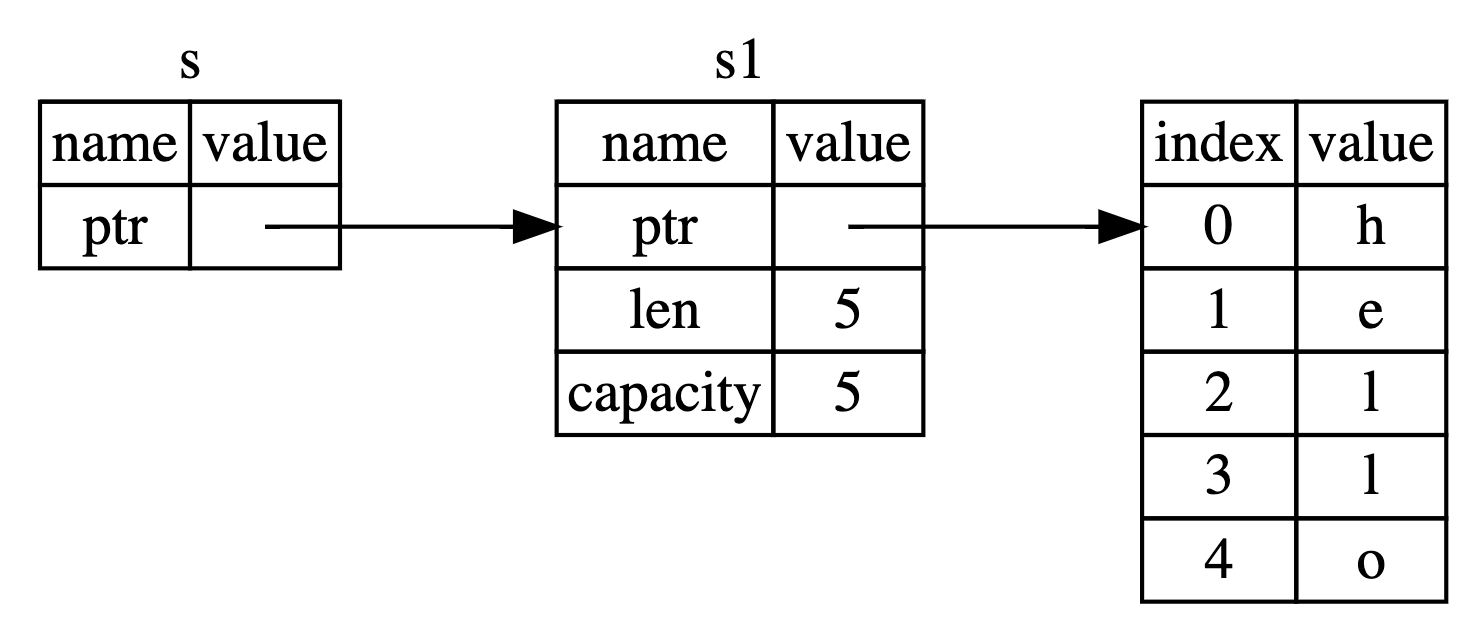 s
name value
ptr
s1
name value
ptr
len 5
capacity 5
index value
0 h
1 e
2 l
3 l
4 o